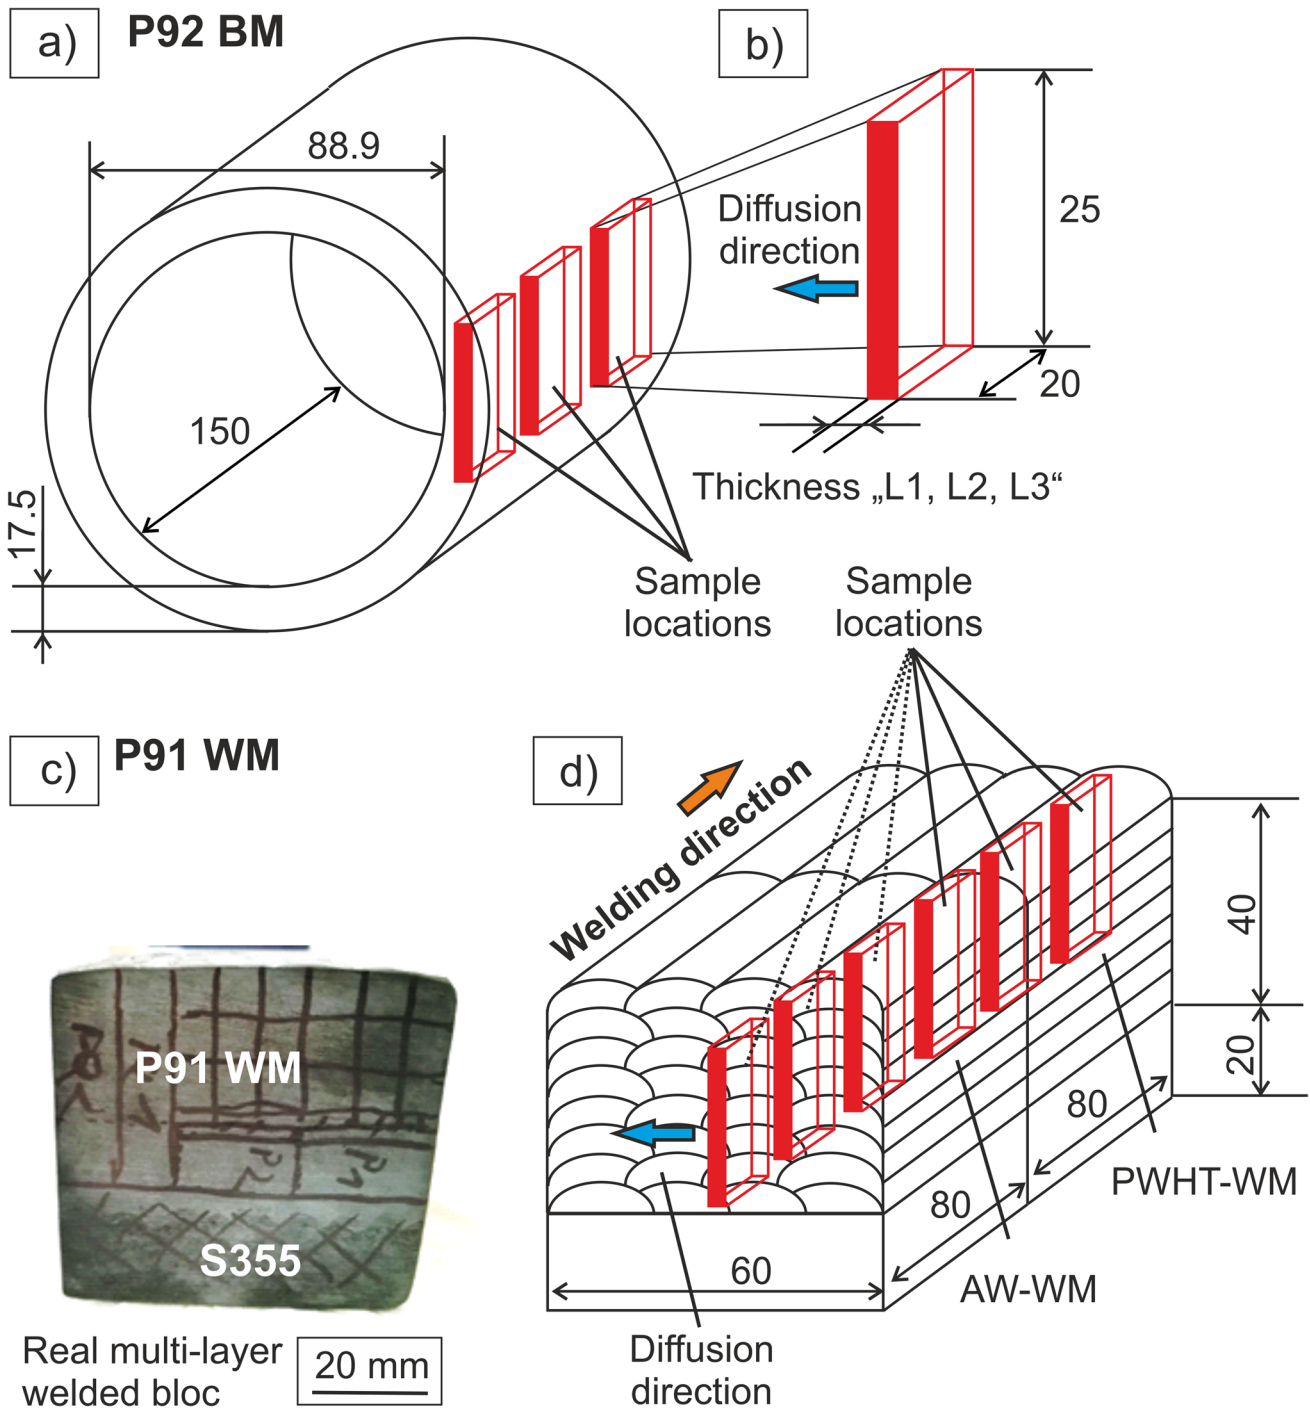 a)
P92 BM
88.9
150
17.5
Sample
locations
b)
Diffusion
direction
25
20
Thickness „L1, L2, L3“
c)
P91 WM
P91 WM
S355
Real multi-layer
welded bloc
20 mm
d)
Sample
locations
Welding direction
40
20
80
80
60
PWHT-WM
AW-WM
Diffusion
direction